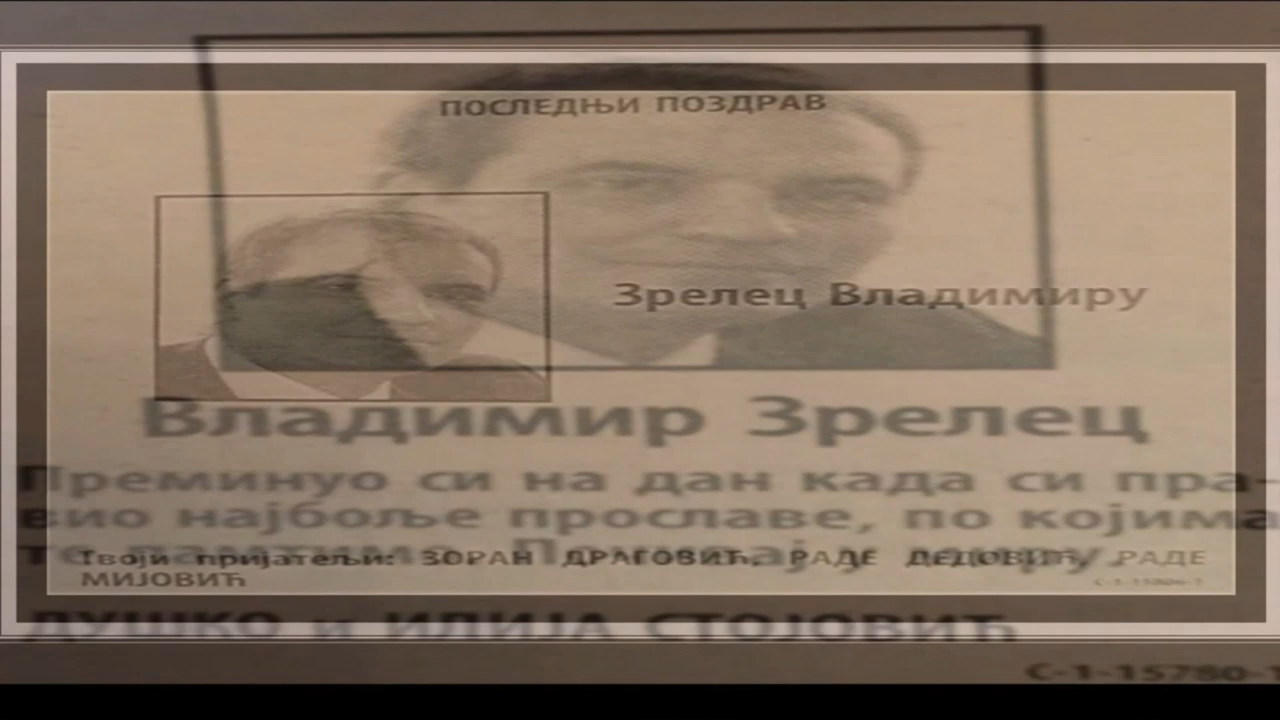 ПОСЛЕДЊИ ПОЗДРАВ
Зрелец Владимиру
Владимир Зрелец
Преминуо си на дан када си пра-
вио најбоље прославе, по којима
Твоји пријатељи: ЗОРАН ДРАГОВИЋ, РАДЕ ДЕДОВИЋ, РАДЕ
МИЈОВИЋ
ДУШКО и ИЛИЈА СТОЈОВИЋ
С-1-15780-1